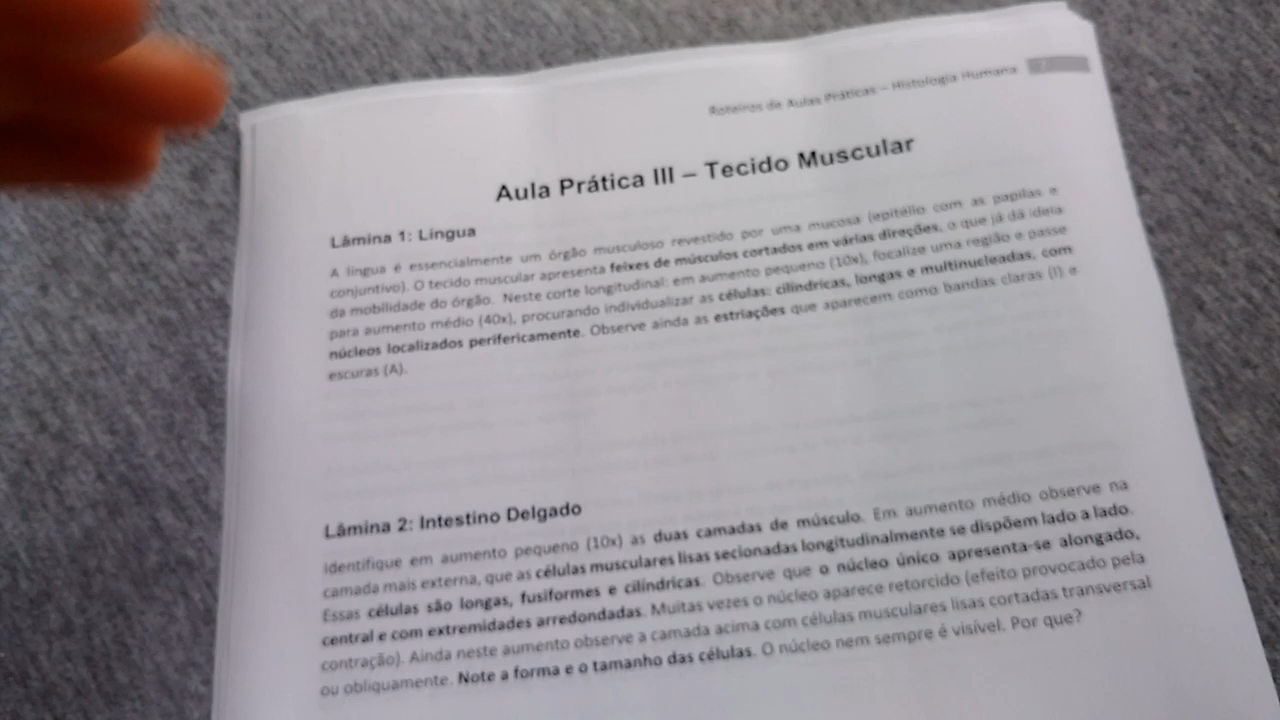 Roteiros de Aulas Práticas – Histologia Humana
Aula Prática III – Tecido Muscular
Lâmina 1: Língua
A língua é essencialmente um órgão musculoso revestido por uma mucosa (epitélio com as papilas e
conjuntivo). O tecido muscular apresenta feixes de músculos cortados em várias direções, o que já dá ideia
da mobilidade do órgão. Neste corte longitudinal: em aumento pequeno (10x), focalize uma região e passe
para aumento médio (40x), procurando individualizar as células: cilíndricas, longas e multinucleadas, com
núcleos localizados perifericamente. Observe ainda as estriações que aparecem como bandas claras (I) e
escuras (A).
Lâmina 2: Intestino Delgado
Identifique em aumento pequeno (10x) as duas camadas de músculo. Em aumento médio observe na
camada mais externa, que as células musculares lisas secionadas longitudinalmente se dispõem lado a lado.
Essas células são longas, fusiformes e cilíndricas. Observe que o núcleo único apresenta-se alongado,
central e com extremidades arredondadas. Muitas vezes o núcleo aparece retorcido (efeito provocado pela
contração). Ainda neste aumento observe a camada acima com células musculares lisas cortadas transversal
ou obliquamente. Note a forma e o tamanho das células. O núcleo nem sempre é visível. Por que?